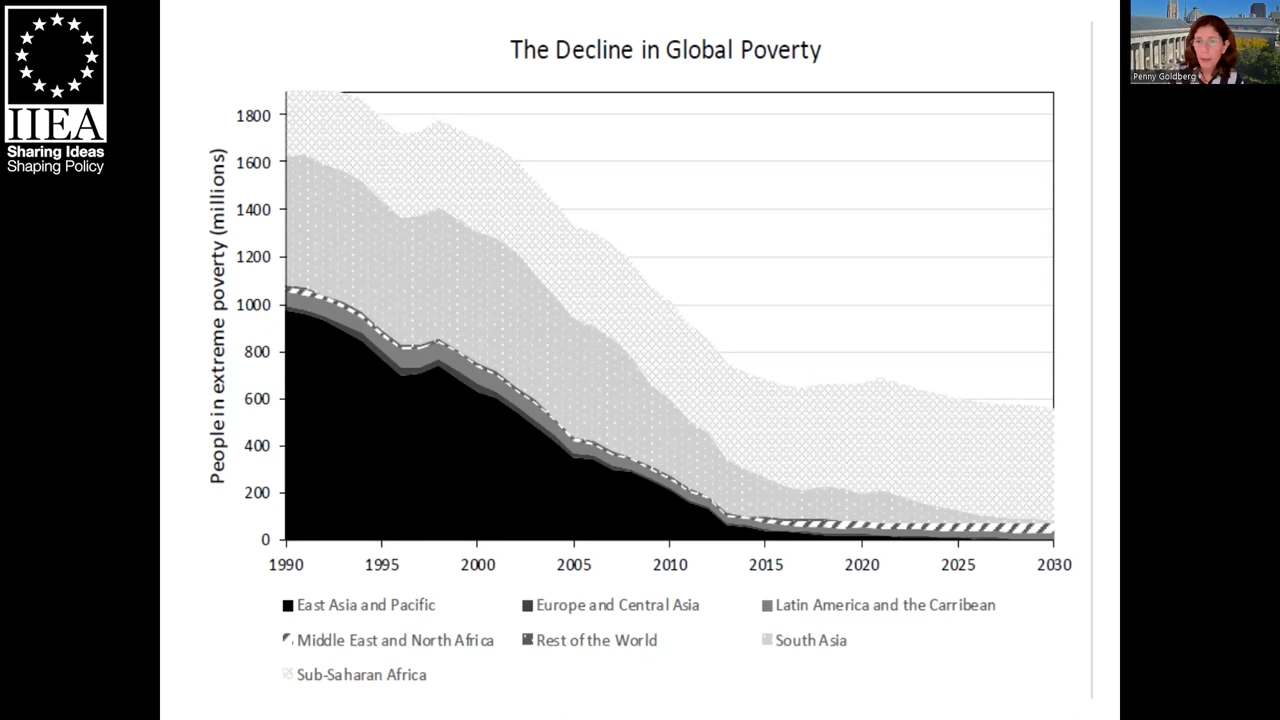 IIEA
Sharing Ideas
Shaping Policy
Penny Goldberg
The Decline in Global Poverty
People in extreme poverty (millions)
1800
1600
1400
1200
1000
800
600
400
200
0
1990 1995 2000 2005 2010 2015 2020 2025 2030
East Asia and Pacific Europe and Central Asia Latin America and the Carribean
Middle East and North Africa Rest of the World South Asia
Sub-Saharan Africa